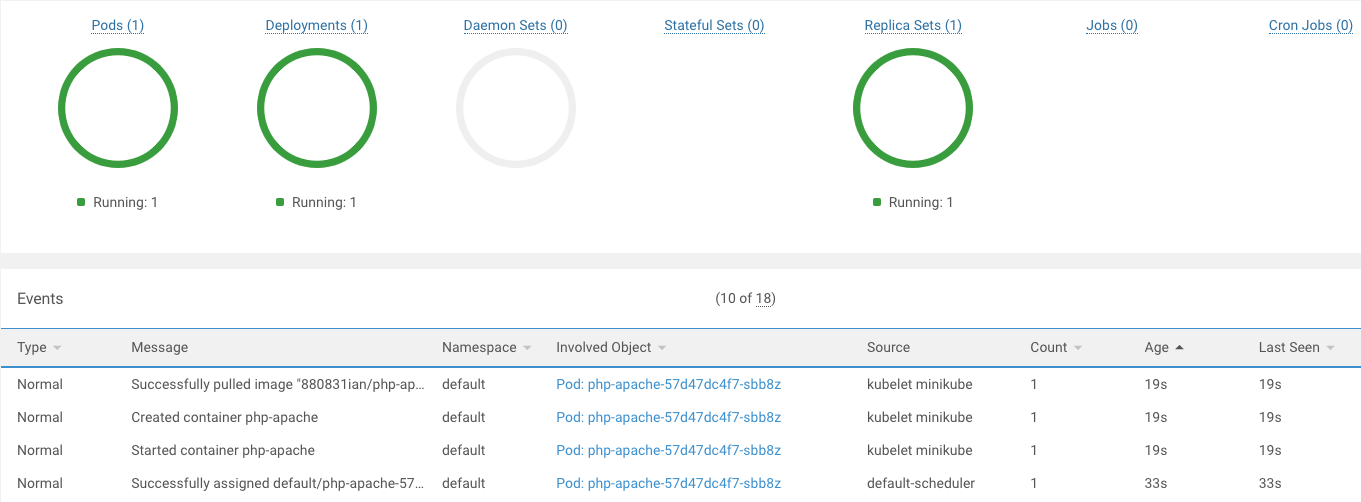 Pods (1) Deployments (1) Daemon Sets (0) Stateful Sets (0) Replica Sets (1) Jobs (0) Cron Jobs (0)
Running: 1 Running: 1 Running: 1
Events (10 of 18)
Type Message Namespace Involved Object Source Count Age Last Seen
Normal Successfully pulled image "880831ian/php-ap... default Pod: php-apache-57d47dc4f7-sbb8z kubelet minikube 1 19s 19s
Normal Created container php-apache default Pod: php-apache-57d47dc4f7-sbb8z kubelet minikube 1 19s 19s
Normal Started container php-apache default Pod: php-apache-57d47dc4f7-sbb8z kubelet minikube 1 19s 19s
Normal Successfully assigned default/php-apache-57... default Pod: php-apache-57d47dc4f7-sbb8z default-scheduler 1 33s 33s